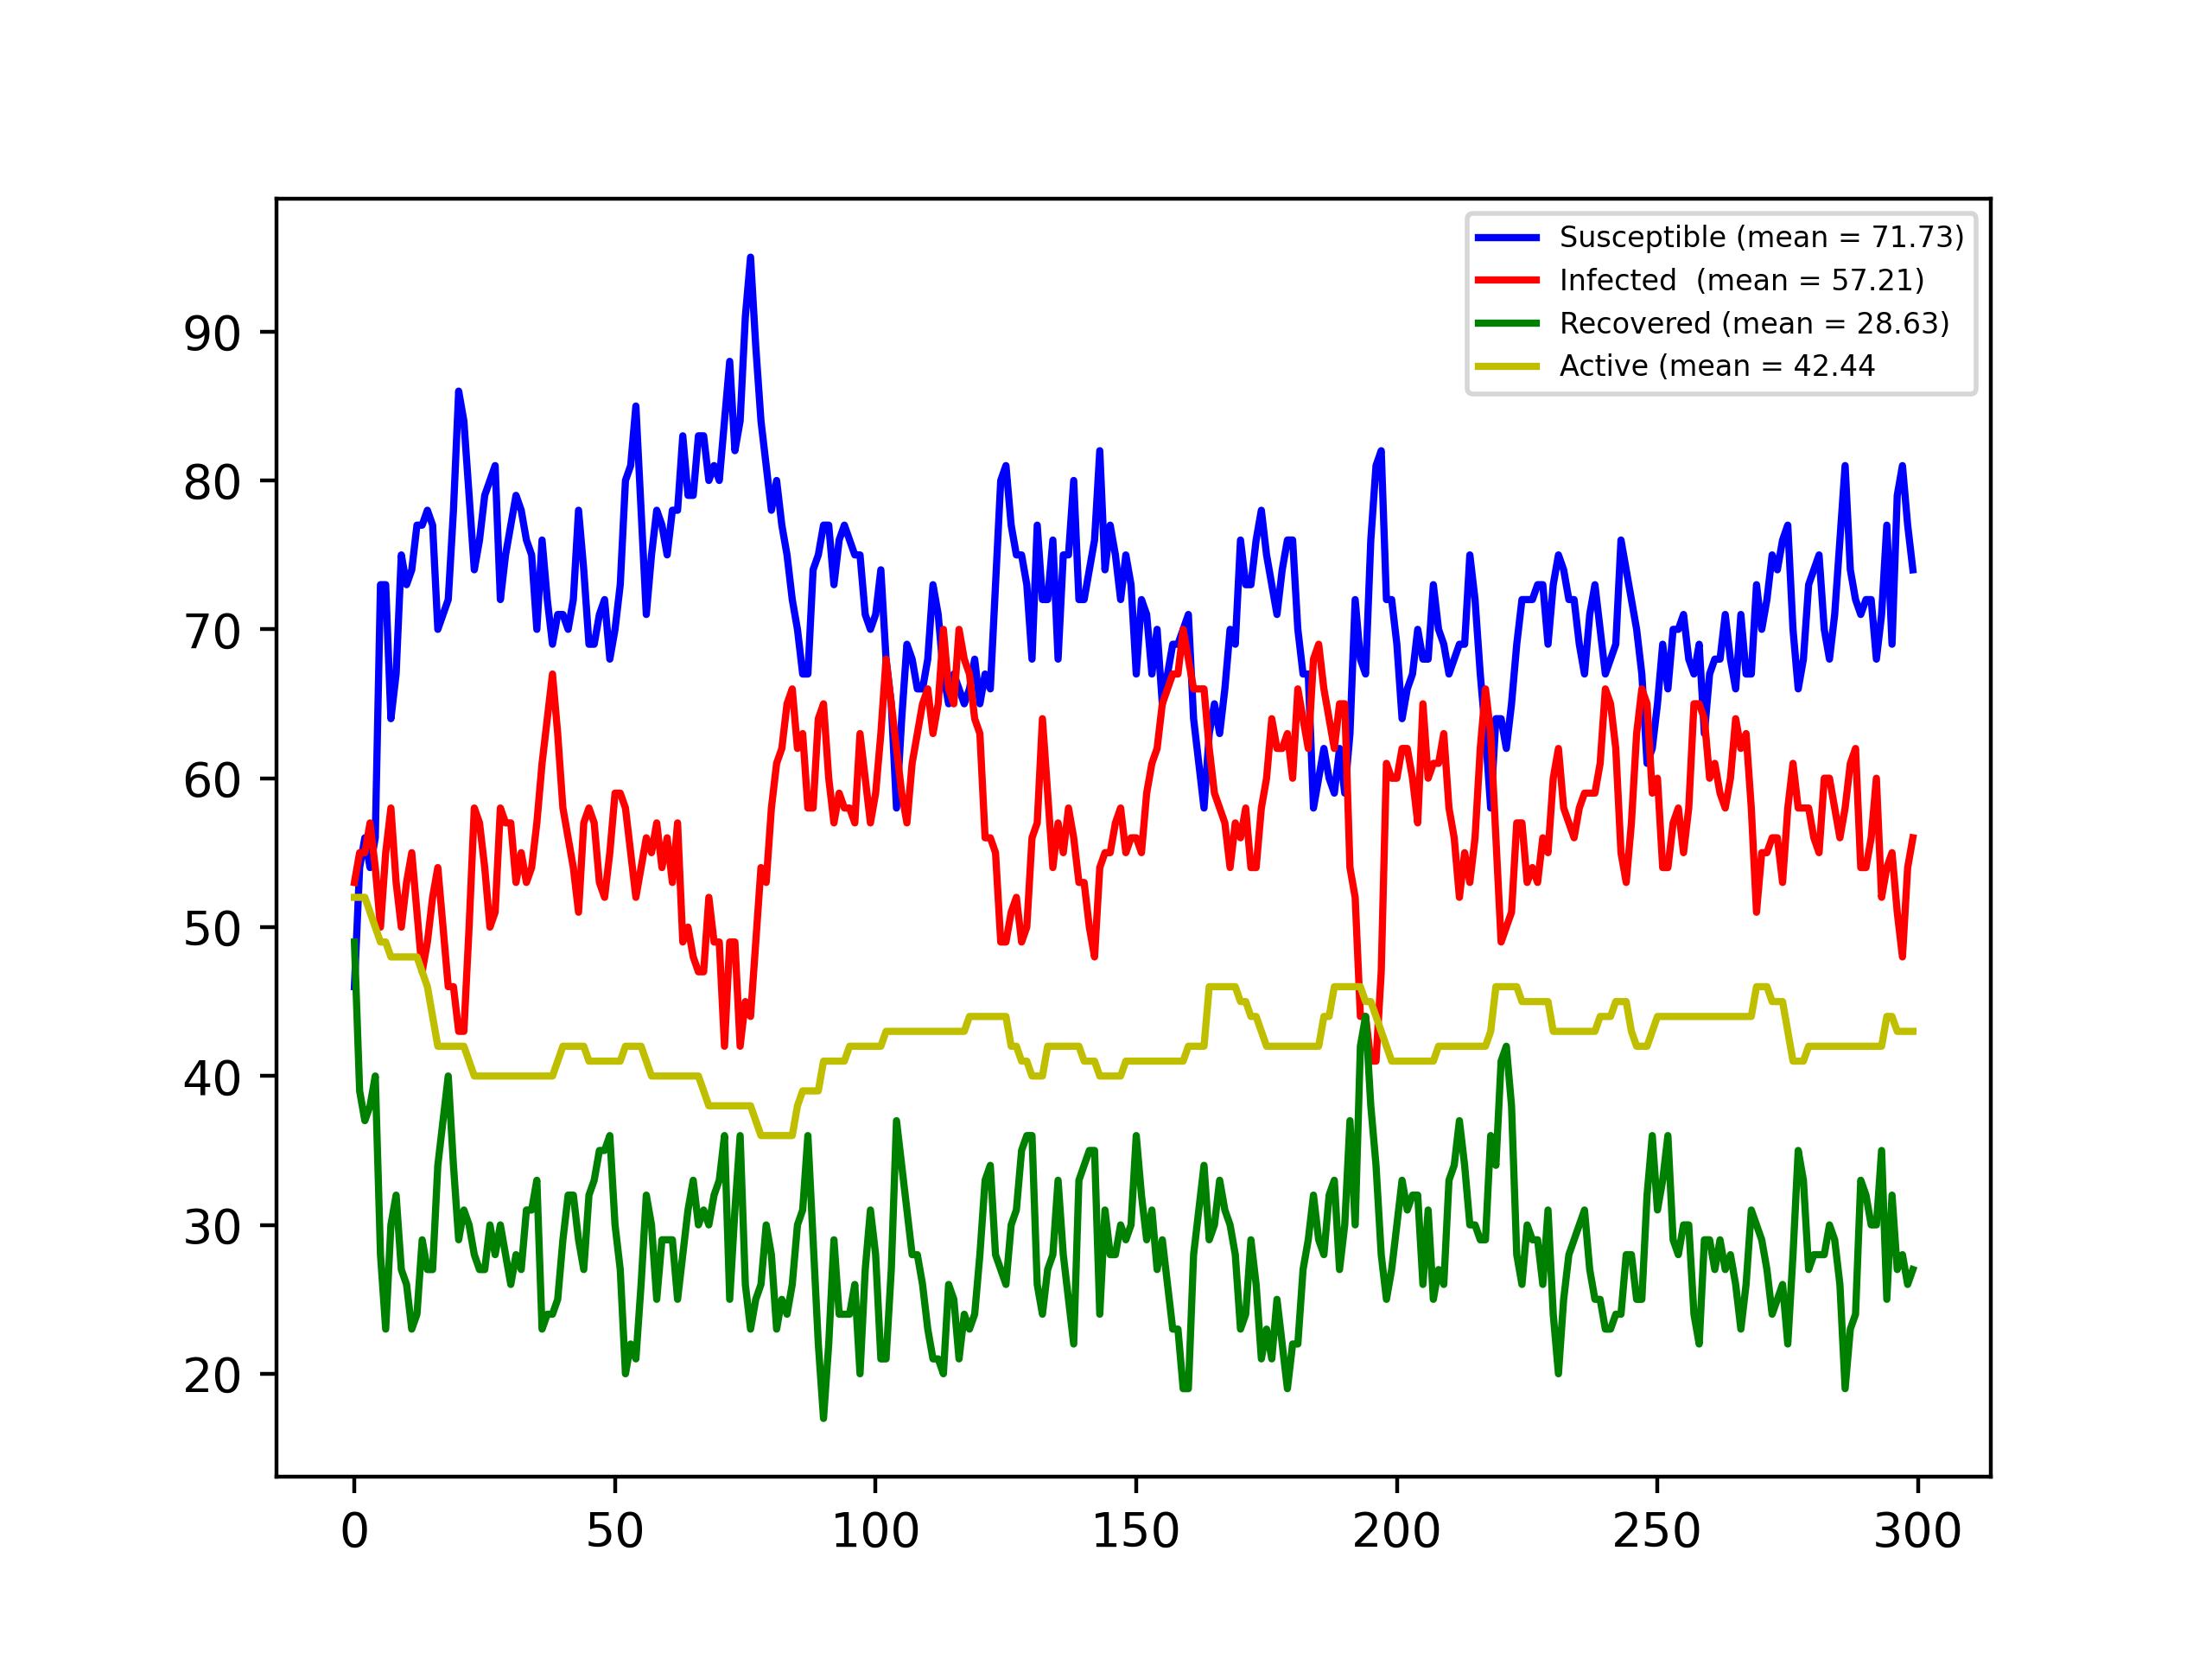 Susceptible (mean = 71.73)
Infected  (mean = 57.21)
Recovered (mean = 28.63)
Active (mean = 42.44
90
80
70
60
50
40
30
20
0 50 100 150 200 250 300